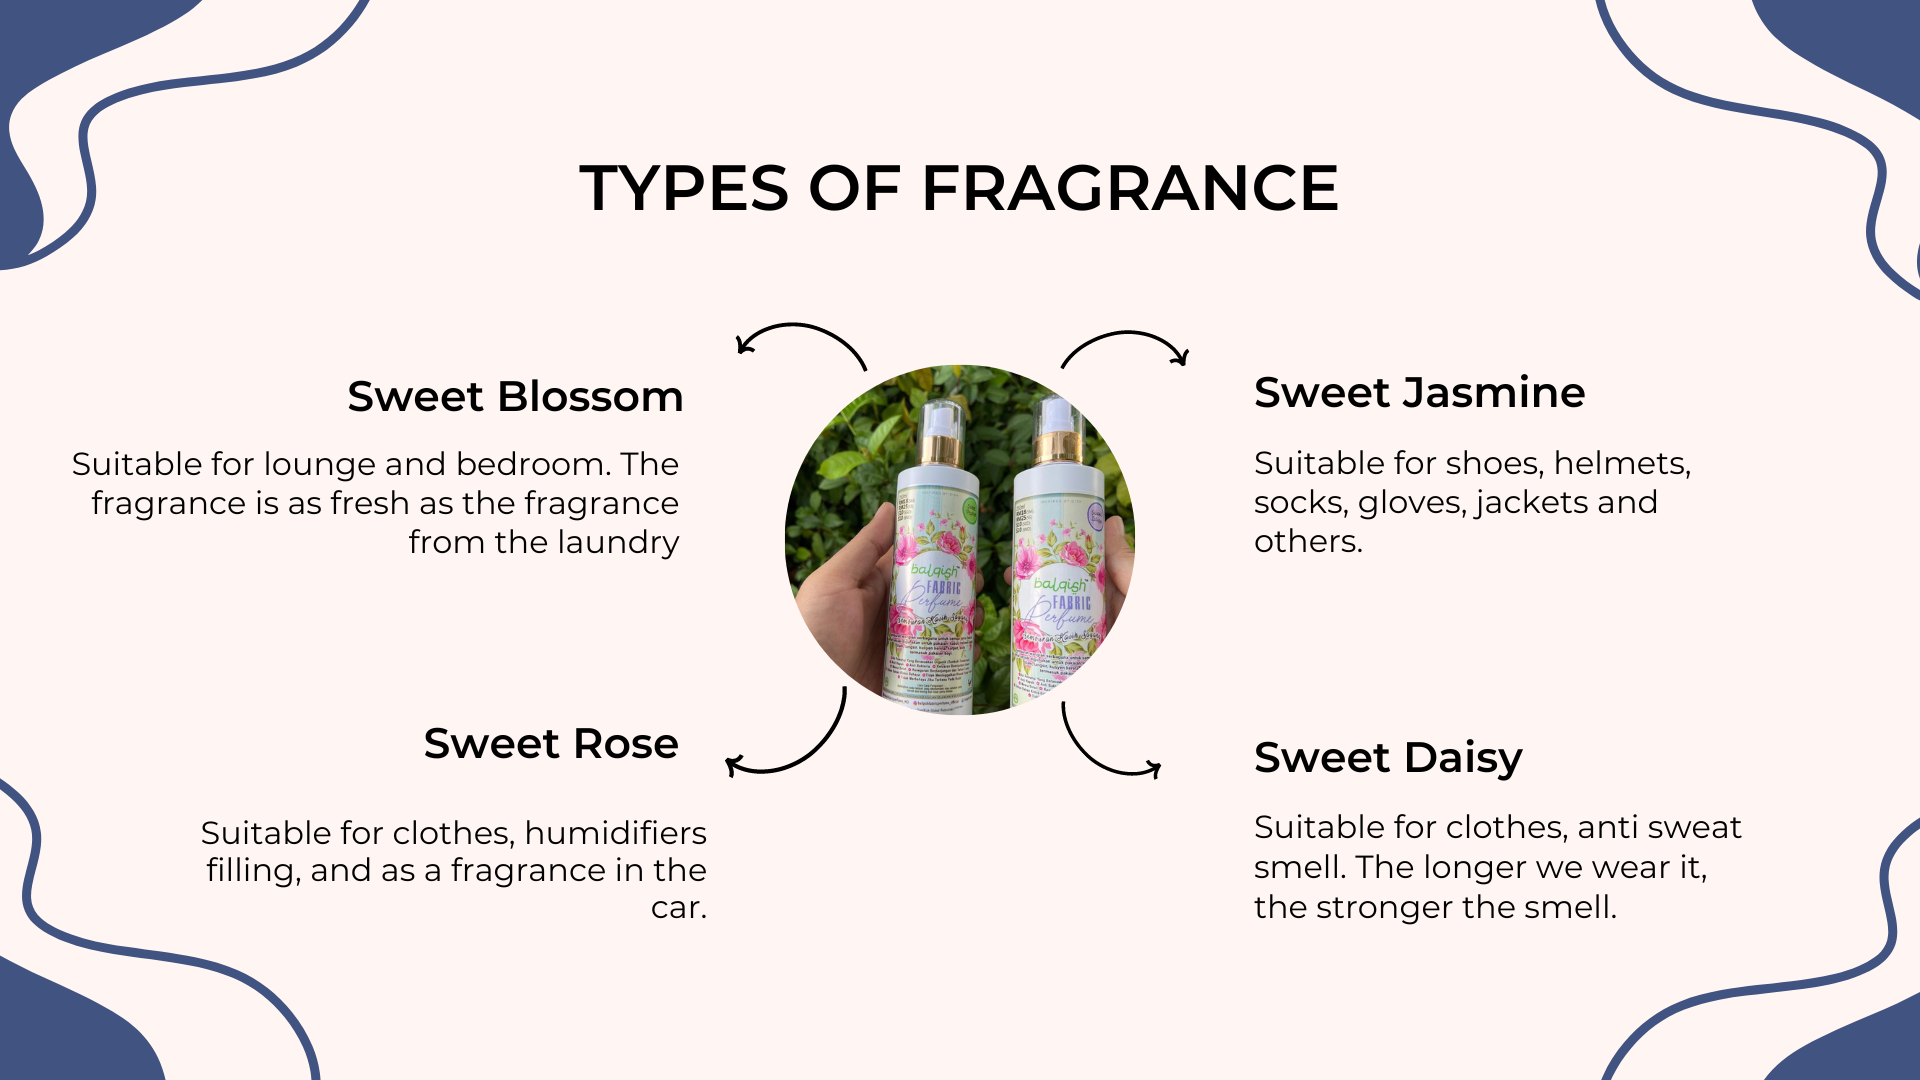 TYPES OF FRAGRANCE
Sweet Blossom
Suitable for lounge and bedroom. The
fragrance is as fresh as the fragrance
from the laundry
Sweet Jasmine
Suitable for shoes, helmets,
socks, gloves, jackets and
others.
balqish
FABRIC
Perfume
balqish
FABRIC
Perfume
Sweet Rose
Suitable for clothes, humidifiers
filling, and as a fragrance in the
car.
Sweet Daisy
Suitable for clothes, anti sweat
smell. The longer we wear it,
the stronger the smell.